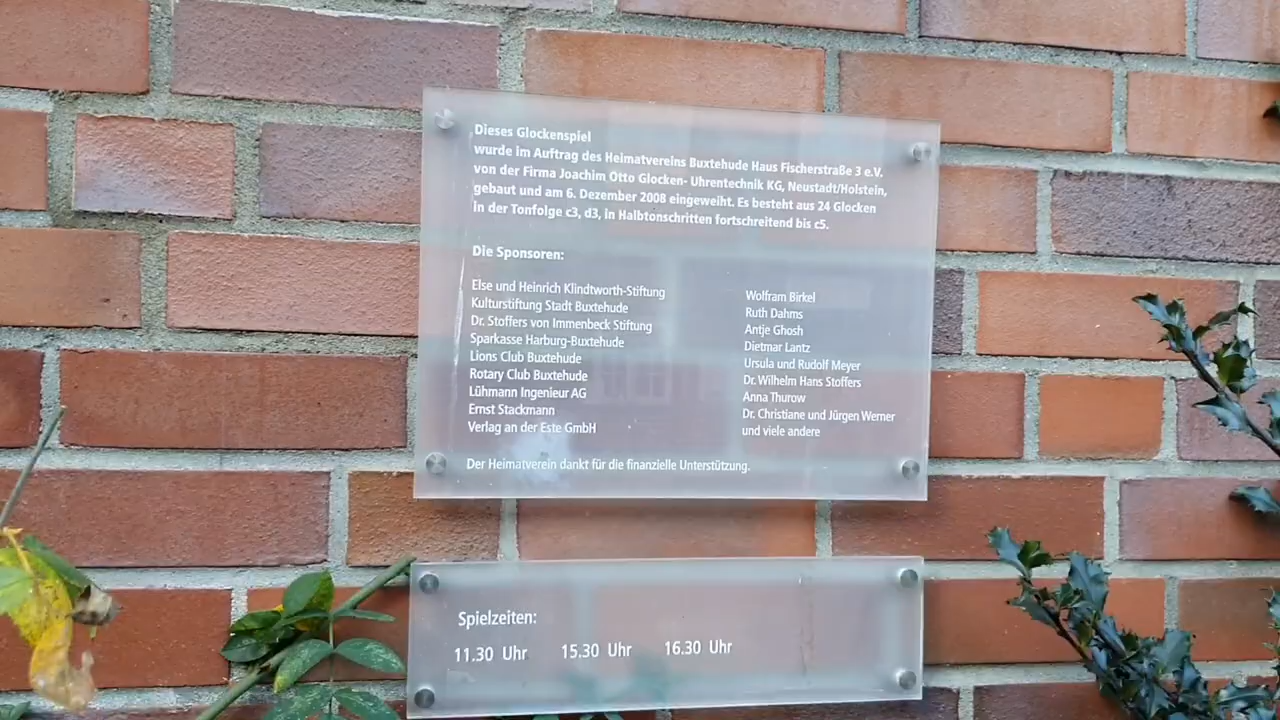 Dieses Glockenspiel
wurde im Auftrag des Heimatvereins Buxtehude Haus Fischerstraße 3 e.V.
von der Firma Joachim Otto Glocken- Uhrentechnik KG, Neustadt/Holstein,
gebaut und am 6. Dezember 2008 eingeweiht. Es besteht aus 24 Glocken
in der Tonfolge c3, d3, in Halbtonschritten fortschreitend bis c5.
Die Sponsoren:
Else und Heinrich Klindtworth-Stiftung
Kulturstiftung Stadt Buxtehude
Dr. Stoffers von Immenbeck Stiftung
Sparkasse Harburg-Buxtehude
Lions Club Buxtehude
Rotary Club Buxtehude
Lühmann Ingenieur AG
Ernst Stackmann
Verlag an der Este GmbH
Wolfram Birkel
Ruth Dahms
Antje Ghosh
Dietmar Lantz
Ursula und Rudolf Meyer
Dr. Wilhelm Hans Stoffers
Anna Thurow
Dr. Christiane und Jürgen Werner
und viele andere
Der Heimatverein dankt für die finanzielle Unterstützung.
Spielzeiten:
11.30 Uhr 15.30 Uhr 16.30 Uhr